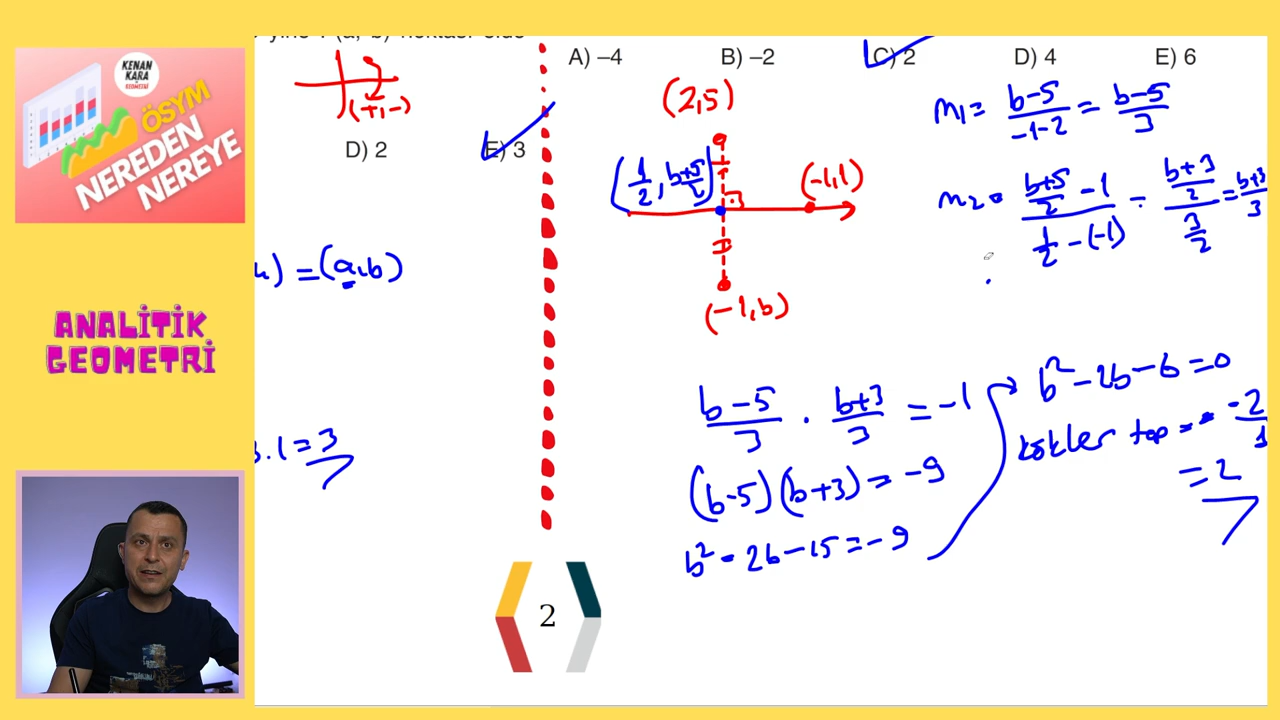 KENAN
KARA
ile GEOMETRİ
ÖSYM
NEREDEN
NEREYE
ANALİTİK
GEOMETRİ
(+,-)
D) 2
E) 3
) = (a,b)
. 1 = 3
2
A) –4
B) –2
C) 2
D) 4
E) 6
(2,5)
(1/2, b+5/2)
(-1,1)
(-1,b)
m1 = b-5/-1-2 = b-5/3
m2 = (b+5/2 - 1)/(1/2 - (-1)) = (b+3/2)/(3/2) = b+3/3
b-5/3 . b+3/3 = -1
(b-5)(b+3) = -9
b² - 2b - 15 = -9
b² - 2b - 6 = 0
kökler top = - -2/1
= 2